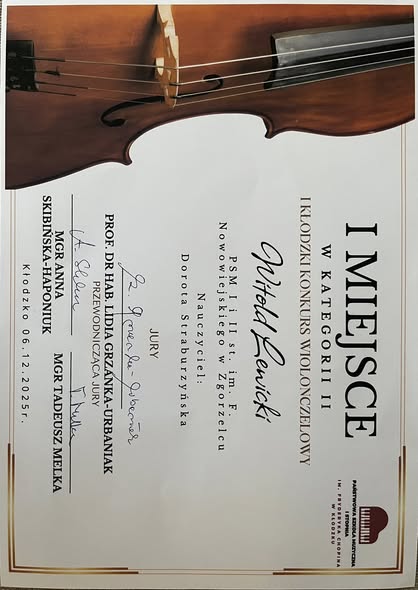 PAŃSTWOWA SZKOŁA MUZYCZNA
I STOPNIA
IM. FRYDERYKA CHOPINA
W KŁODZKU
I MIEJSCE
W KATEGORII II
I KŁODZKI KONKURS WIOLONCZELOWY
Witold Lewicki
PSM I i II st. im. F.
Nowowiejskiego w Zgorzelcu
Nauczyciel:
Dorota Straburzyńska
JURY
PROF. DR HAB. LIDIA GRZANKA-URBANIAK
PRZEWODNICZĄCA JURY
MGR ANNA
SKIBIŃSKA-HAPONIUK
MGR TADEUSZ MELKA
Kłodzko 06.12.2025r.